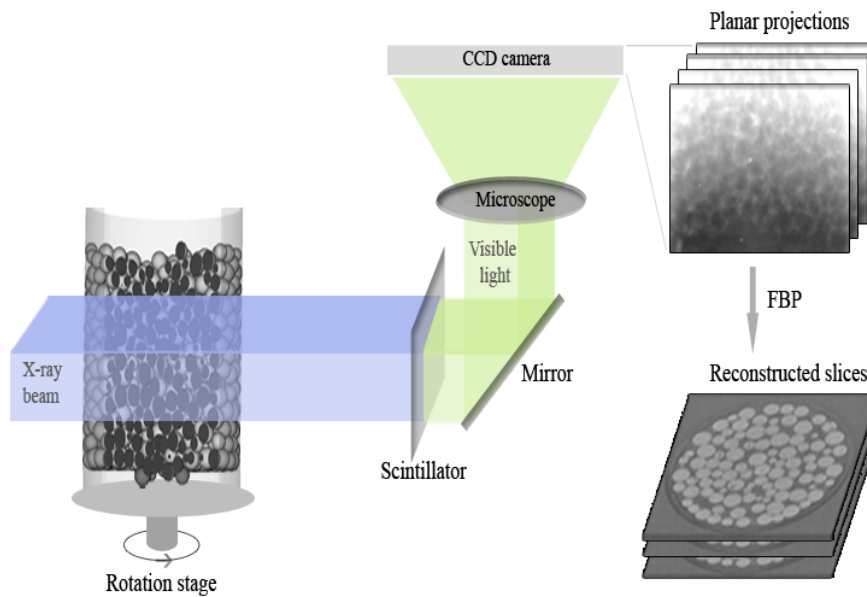 Planar projections
CCD camera
Microscope
Visible
light
FBP
X-ray
beam
Mirror
Reconstructed slices
Scintillator
Rotation stage